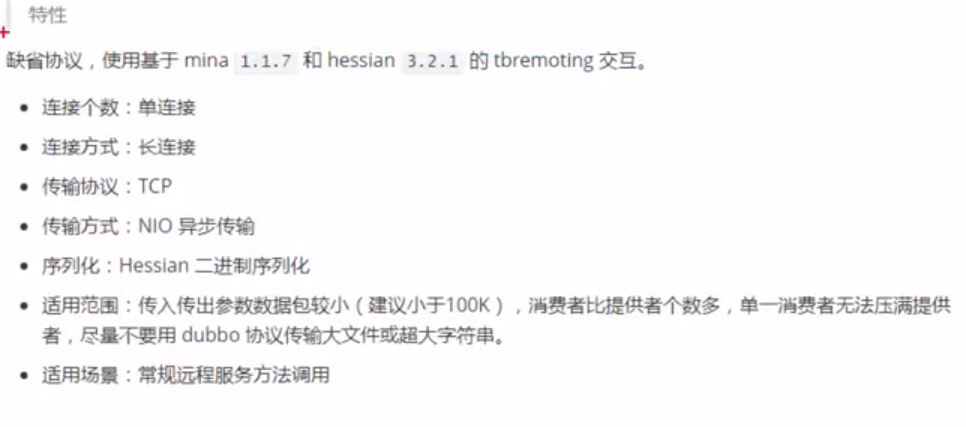 特性
缺省协议，使用基于 mina 1.1.7 和 hessian 3.2.1 的 tbremoting 交互。
• 连接个数：单连接
• 连接方式：长连接
• 传输协议：TCP
• 传输方式：NIO 异步传输
• 序列化：Hessian 二进制序列化
• 适用范围：传入传出参数数据包较小（建议小于100K），消费者比提供者个数多，单一消费者无法压满提供
者，尽量不要用 dubbo 协议传输大文件或超大字符串。
• 适用场景：常规远程服务方法调用